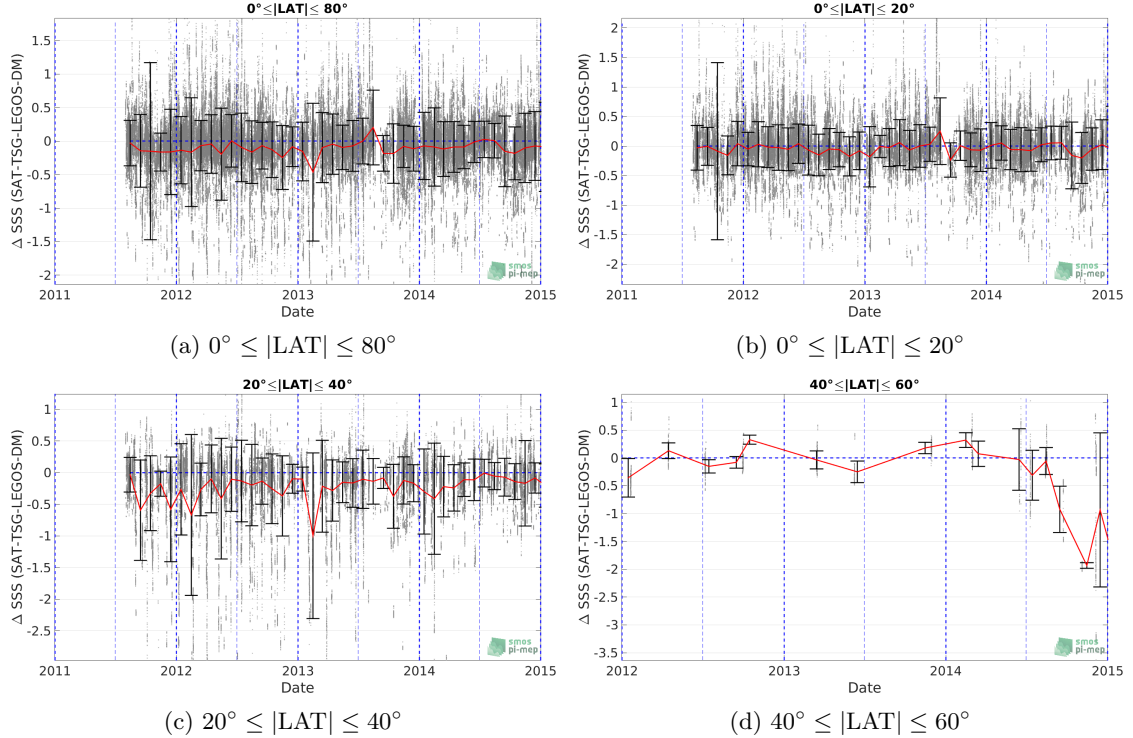 0°≤|LAT|≤ 80°
Δ SSS (SAT-TSG-LEGOS-DM)
1.5
1
0.5
0
-0.5
-1
-1.5
-2
2011
2012
2013
2014
2015
Date
smos
pi-mep
(a) 0° ≤ |LAT| ≤ 80°
0°≤|LAT|≤ 20°
Δ SSS (SAT-TSG-LEGOS-DM)
2
1.5
1
0.5
0
-0.5
-1
-1.5
-2
2011
2012
2013
2014
2015
Date
smos
pi-mep
(b) 0° ≤ |LAT| ≤ 20°
20°≤|LAT|≤ 40°
Δ SSS (SAT-TSG-LEGOS-DM)
1
0.5
0
-0.5
-1
-1.5
-2
-2.5
2011
2012
2013
2014
2015
Date
smos
pi-mep
(c) 20° ≤ |LAT| ≤ 40°
40°≤|LAT|≤ 60°
Δ SSS (SAT-TSG-LEGOS-DM)
1
0.5
0
-0.5
-1
-1.5
-2
-2.5
-3
-3.5
2012
2013
2014
2015
Date
smos
pi-mep
(d) 40° ≤ |LAT| ≤ 60°